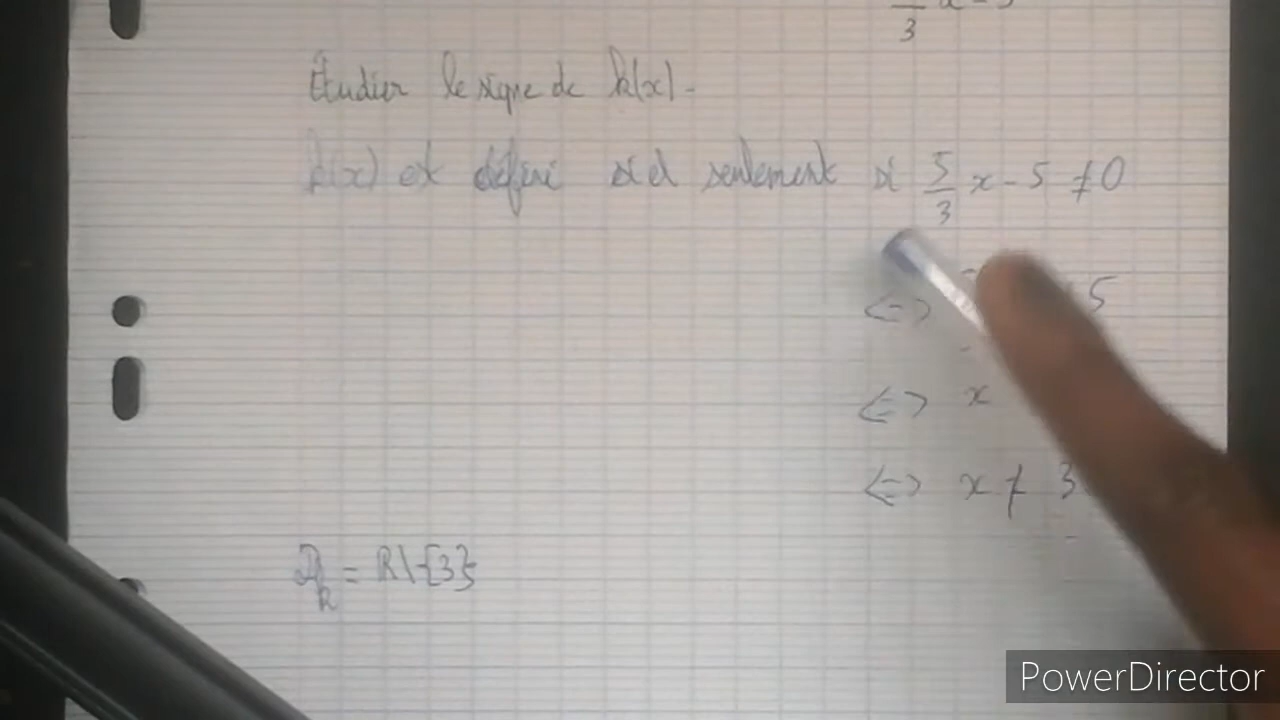 3
Étudier le signe de k(x).
k(x) est défini si et seulement si 5/3 x - 5 ≠ 0
<=> 5
<=> x
<=> x ≠ 3
D_k = R\{3}
PowerDirector